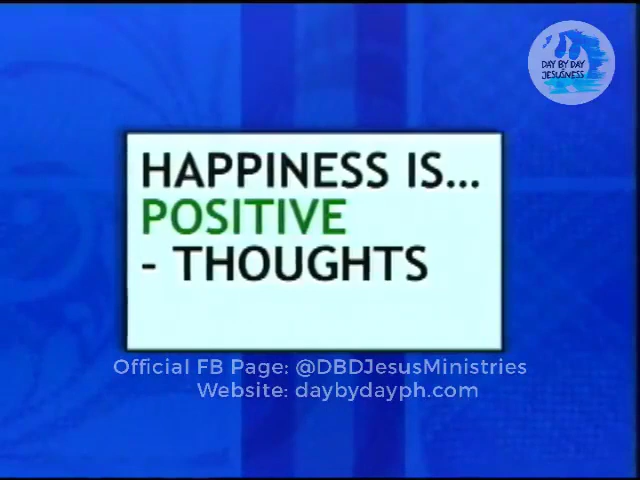 DAY BY DAY
JESUSNESS
HAPPINESS IS...
POSITIVE
- THOUGHTS
Official FB Page: @DBDJesusMinistries
Website: daybydayph.com